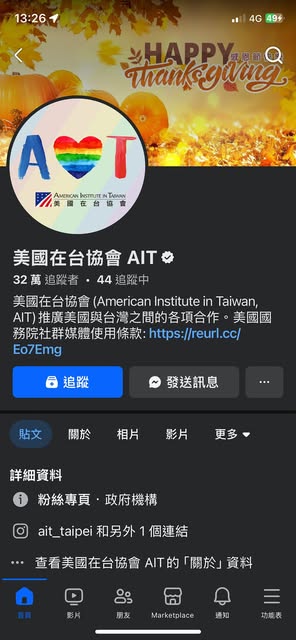 13:26
4G
49
HAPPY
感恩節
Thanksgiving
A T
AMERICAN INSTITUTE IN TAIWAN
美國在台協會
美國在台協會 AIT
32 萬 追蹤者 • 44 追蹤中
美國在台協會 (American Institute in Taiwan,
AIT) 推廣美國與台灣之間的各項合作。美國國
務院社群媒體使用條款: https://reurl.cc/
Eo7Emg
追蹤
發送訊息
貼文 關於 相片 影片 更多
詳細資料
粉絲專頁 · 政府機構
ait_taipei 和另外 1 個連結
查看美國在台協會 AIT 的「關於」資料
首頁 影片 朋友 Marketplace 通知 功能表